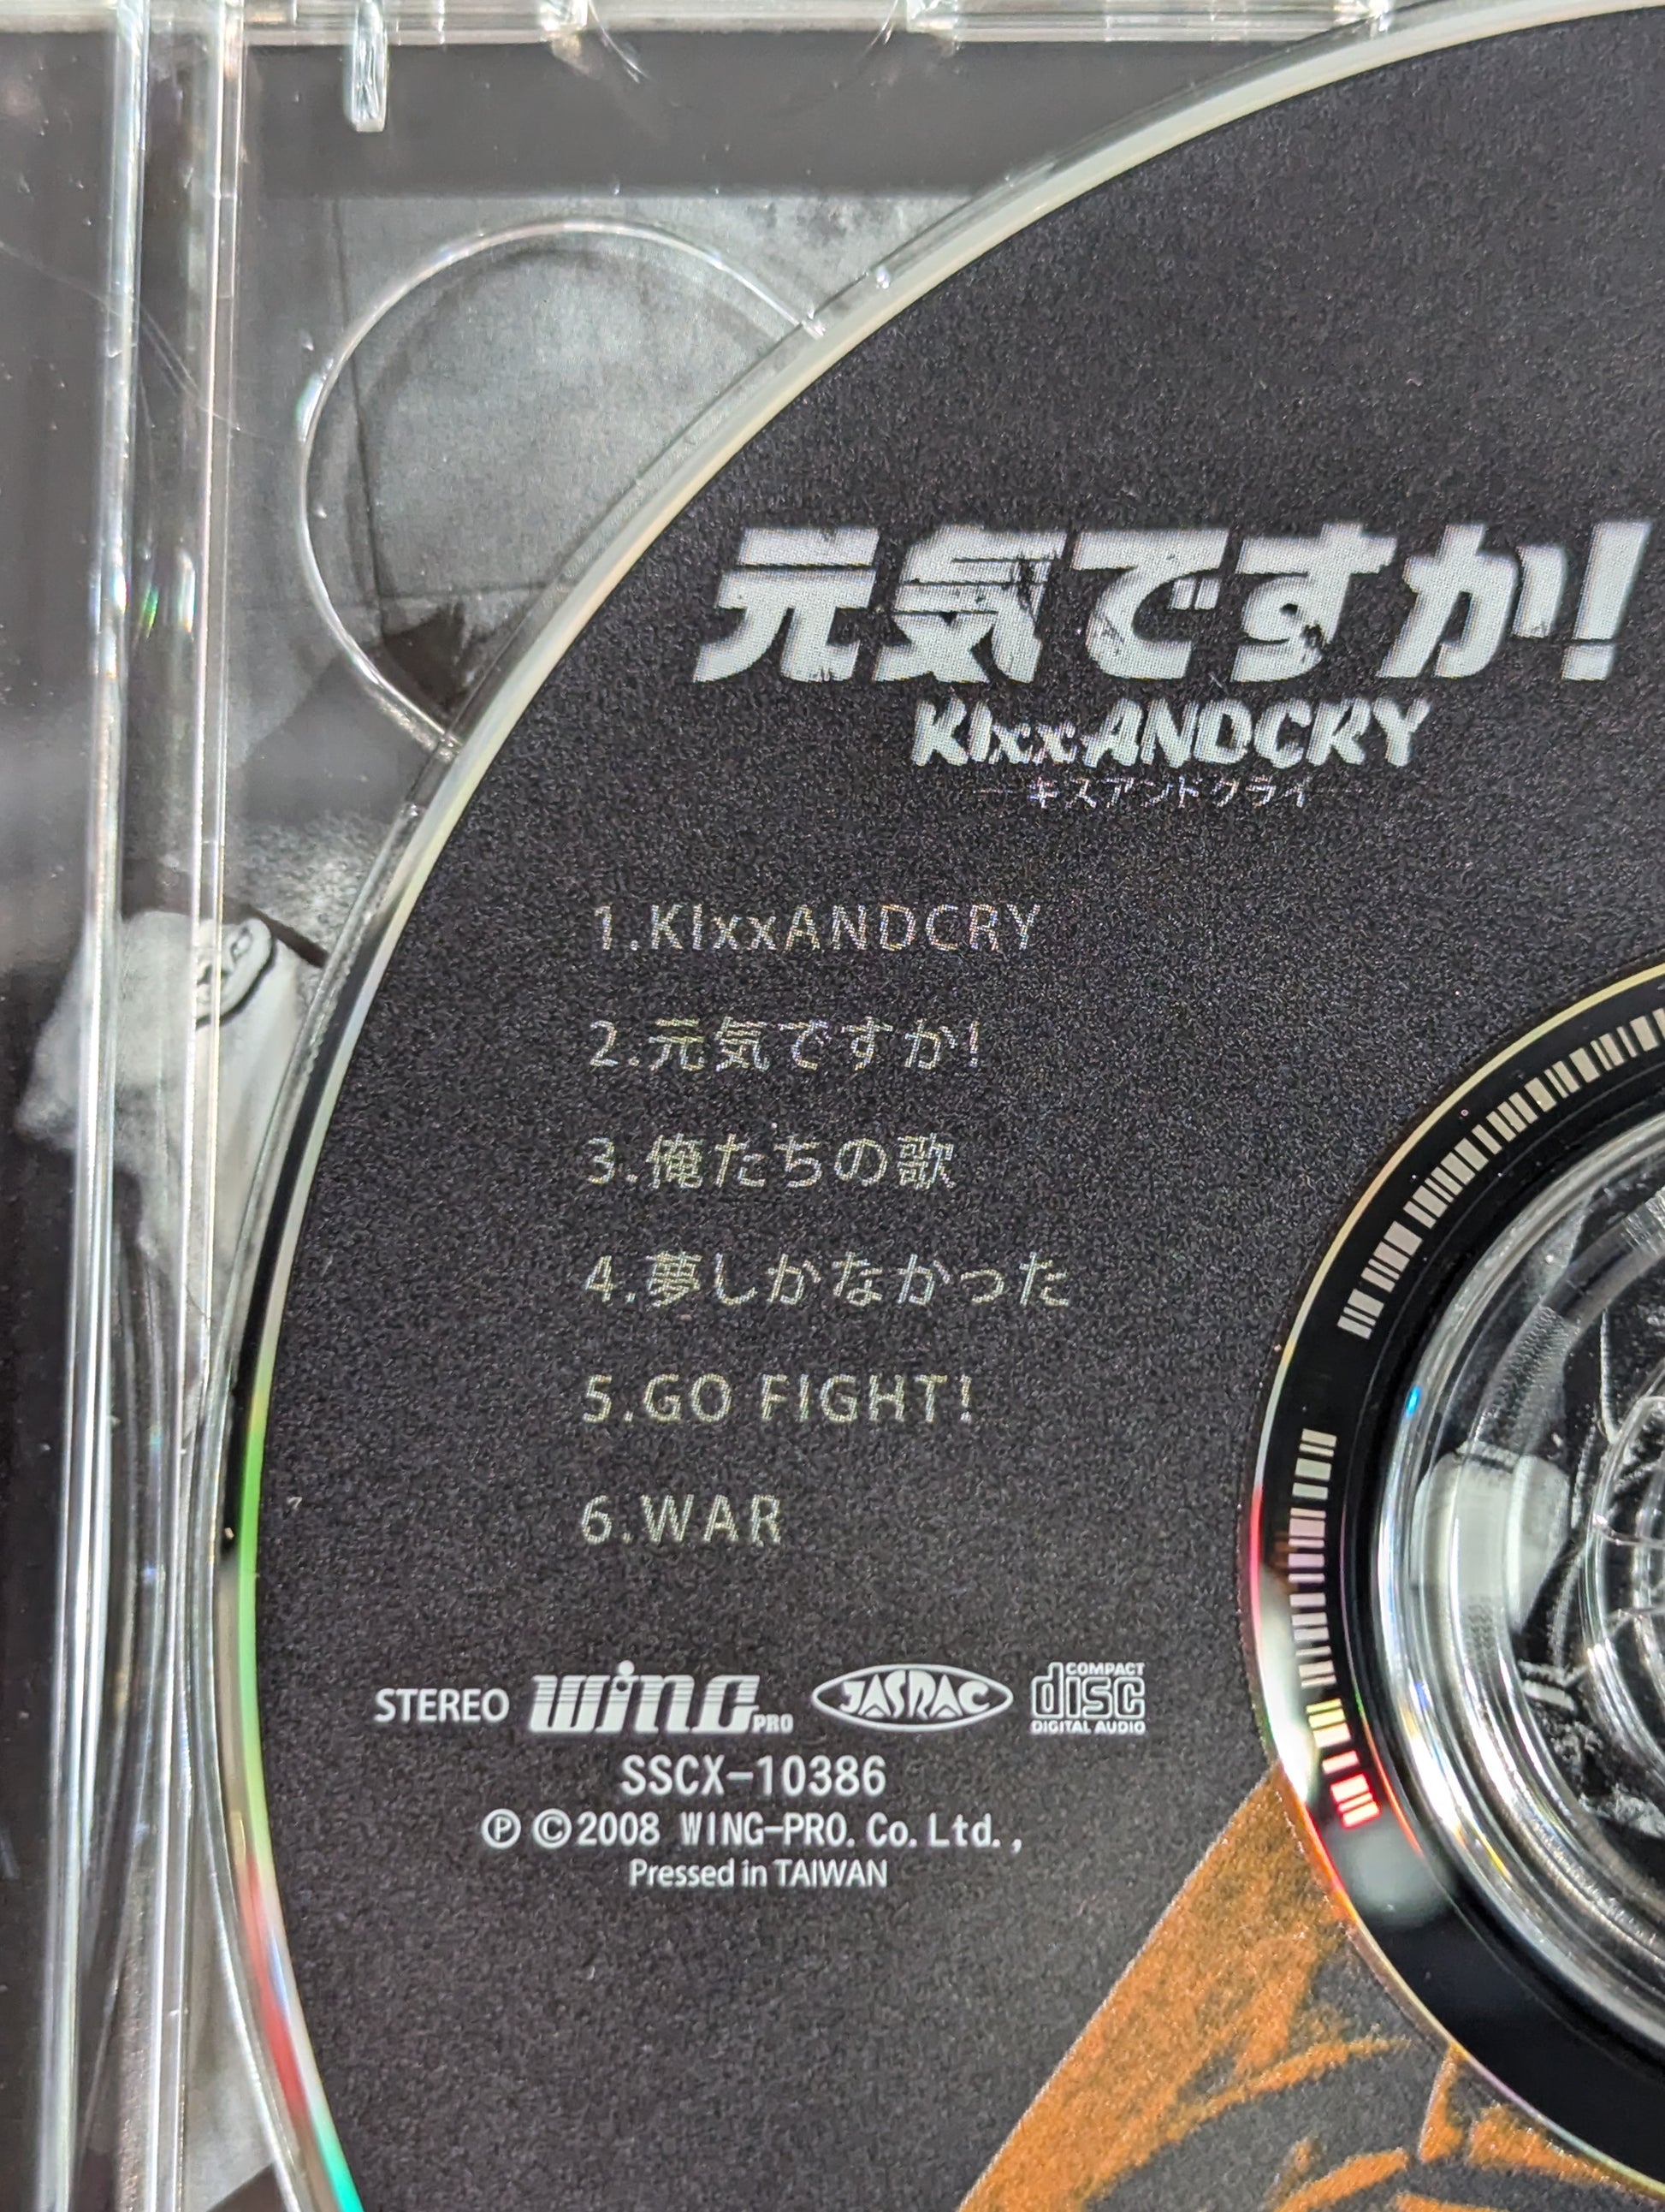 元気ですか!
KIxxANDCRY
キスアンドクライ
1.KIxxANDCRY
2.元気ですか!
3.俺たちの歌
4.夢しかなかった
5.GO FIGHT!
6.WAR
STEREO wing PRO JASRAC COMPACT disc DIGITAL AUDIO
SSCX-10386
Ⓟ ©2008 WING-PRO.Co.Ltd.,
Pressed in TAIWAN